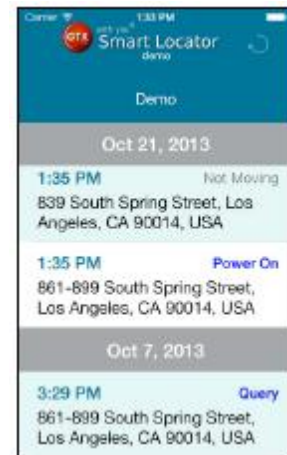 Carrier 1:33 PM
GTX with you
Smart Locator
demo
Demo
Oct 21, 2013
1:35 PM Not Moving
839 South Spring Street, Los
Angeles, CA 90014, USA
1:35 PM Power On
861-899 South Spring Street,
Los Angeles, CA 90014, USA
Oct 7, 2013
3:29 PM Query
861-899 South Spring Street,
Los Angeles, CA 90014, USA